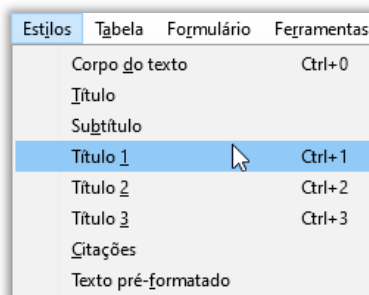 Estilos Tabela Formulário Ferramentas
Corpo do texto Ctrl+0
Título
Subtítulo
Título 1 Ctrl+1
Título 2 Ctrl+2
Título 3 Ctrl+3
Citações
Texto pré-formatado